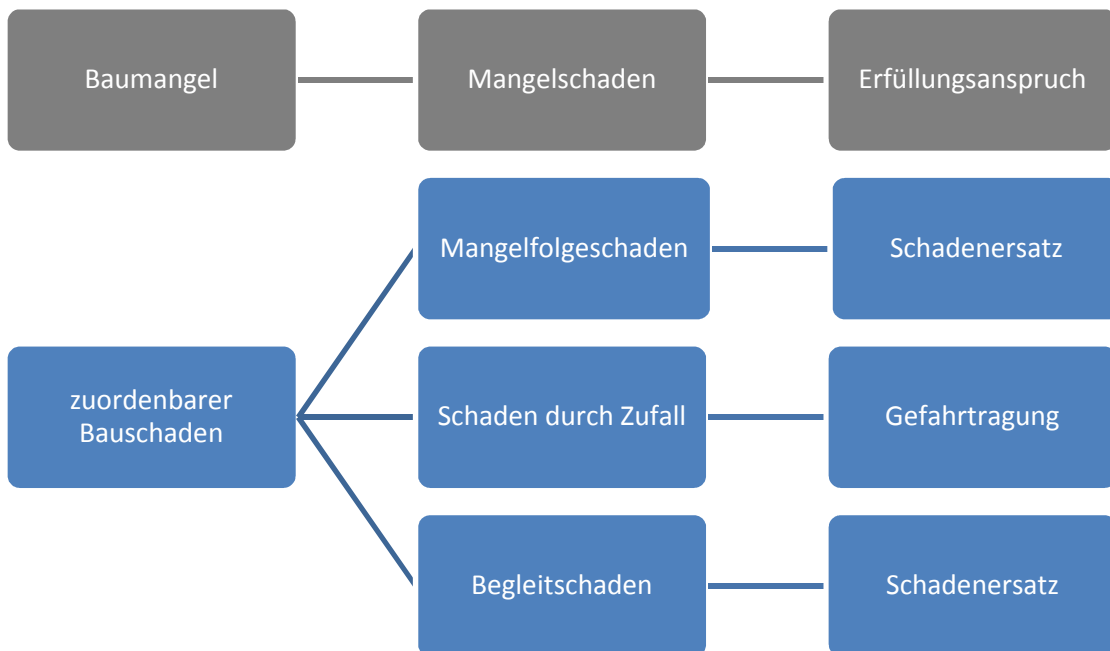 Baumangel
Mangelschaden
Erfüllungsanspruch
Mangelfolgeschaden
Schadenersatz
zuordenbarer
Bauschaden
Schaden durch Zufall
Gefahrtragung
Begleitschaden
Schadenersatz